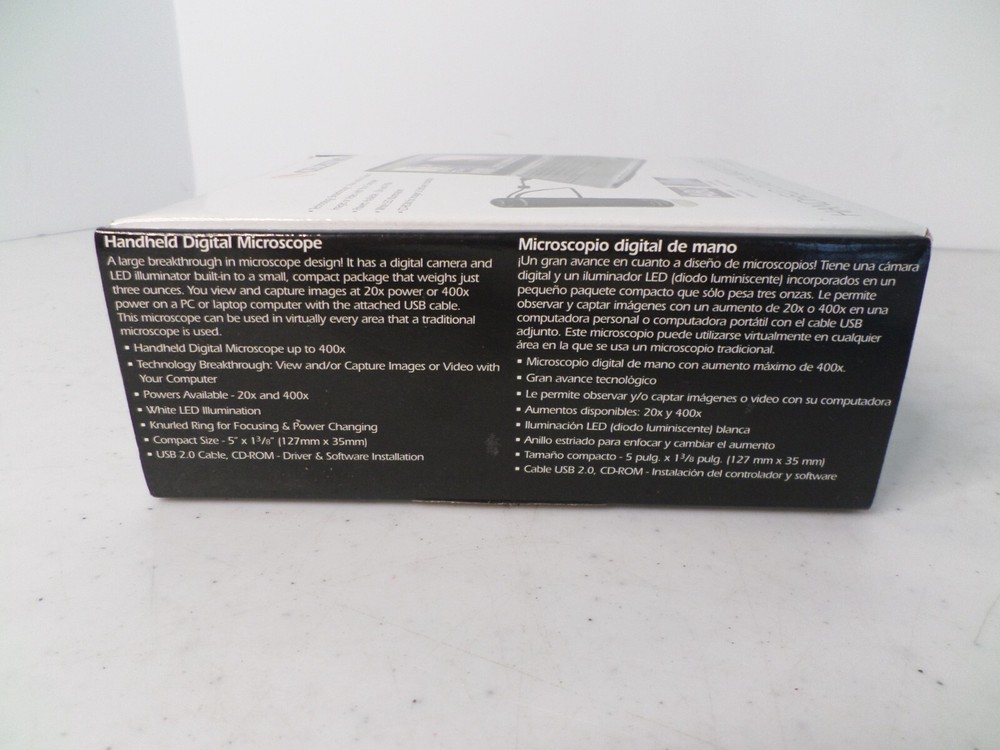 Handheld Digital Microscope
A large breakthrough in microscope design! It has a digital camera and
LED illuminator built-in to a small, compact package that weighs just
three ounces. You view and capture images at 20x power or 400x
power on a PC or laptop computer with the attached USB cable.
This microscope can be used in virtually every area that a traditional
microscope is used.
▪ Handheld Digital Microscope up to 400x
▪ Technology Breakthrough: View and/or Capture Images or Video with
Your Computer
▪ Powers Available - 20x and 400x
▪ White LED Illumination
▪ Knurled Ring for Focusing & Power Changing
▪ Compact Size - 5" x 1 3/8" (127mm x 35mm)
▪ USB 2.0 Cable, CD-ROM - Driver & Software Installation
Microscopio digital de mano
¡Un gran avance en cuanto a diseño de microscopios! Tiene una cámara
digital y un iluminador LED (diodo luminiscente) incorporados en un
pequeño paquete compacto que sólo pesa tres onzas. Le permite
observar y captar imágenes con un aumento de 20x o 400x en una
computadora personal o computadora portátil con el cable USB
adjunto. Este microscopio puede utilizarse virtualmente en cualquier
área en la que se usa un microscopio tradicional.
▪ Microscopio digital de mano con aumento máximo de 400x.
▪ Gran avance tecnológico
▪ Le permite observar y/o captar imágenes o video con su computadora
▪ Aumentos disponibles: 20x y 400x
▪ Iluminación LED (diodo luminiscente) blanca
▪ Anillo estriado para enfocar y cambiar el aumento
▪ Tamaño compacto - 5 pulg. x 1 3/8 pulg. (127 mm x 35 mm)
▪ Cable USB 2.0, CD-ROM - Instalación del controlador y software